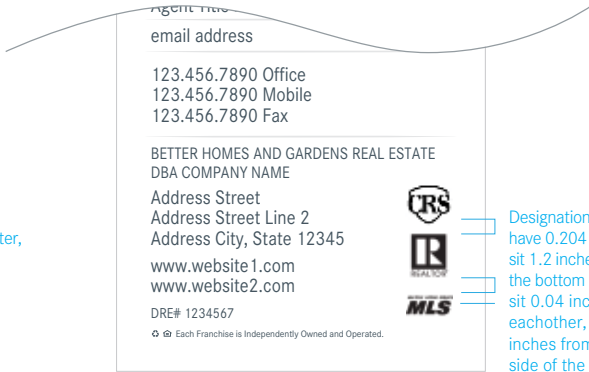 Agent Title
email address
123.456.7890 Office
123.456.7890 Mobile
123.456.7890 Fax
BETTER HOMES AND GARDENS REAL ESTATE
DBA COMPANY NAME
Address Street
Address Street Line 2
Address City, State 12345
www.website1.com
www.website2.com
DRE# 1234567
Each Franchise is Independently Owned and Operated.
CRS
REALTOR
MLS
ter,
Designation
have 0.204
sit 1.2 inche
the bottom
sit 0.04 inc
eachother,
inches from
side of the